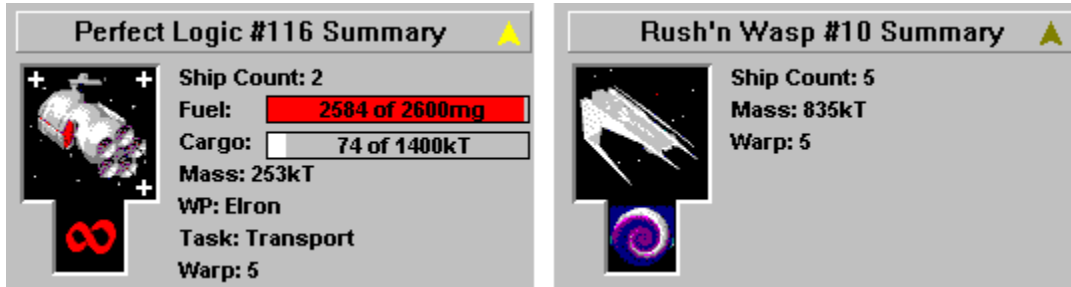 Perfect Logic #116 Summary
Ship Count: 2
Fuel: 2584 of 2600mg
Cargo: 74 of 1400kT
Mass: 253kT
WP: Elron
Task: Transport
Warp: 5
Rush'n Wasp #10 Summary
Ship Count: 5
Mass: 835kT
Warp: 5